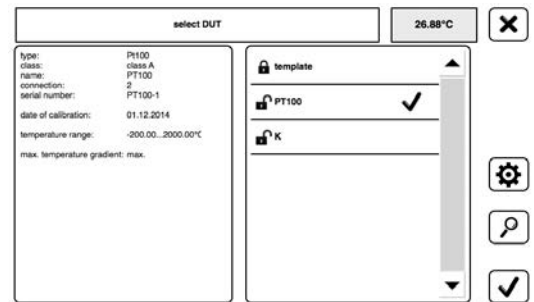 select DUT
26.88°C
type: Pt100
class: class A
name: PT100
connection: 2
serial number: PT100-1
date of calibration: 01.12.2014
temperature range: -200.00...2000.00°C
max. temperature gradient: max.
template
PT100
K